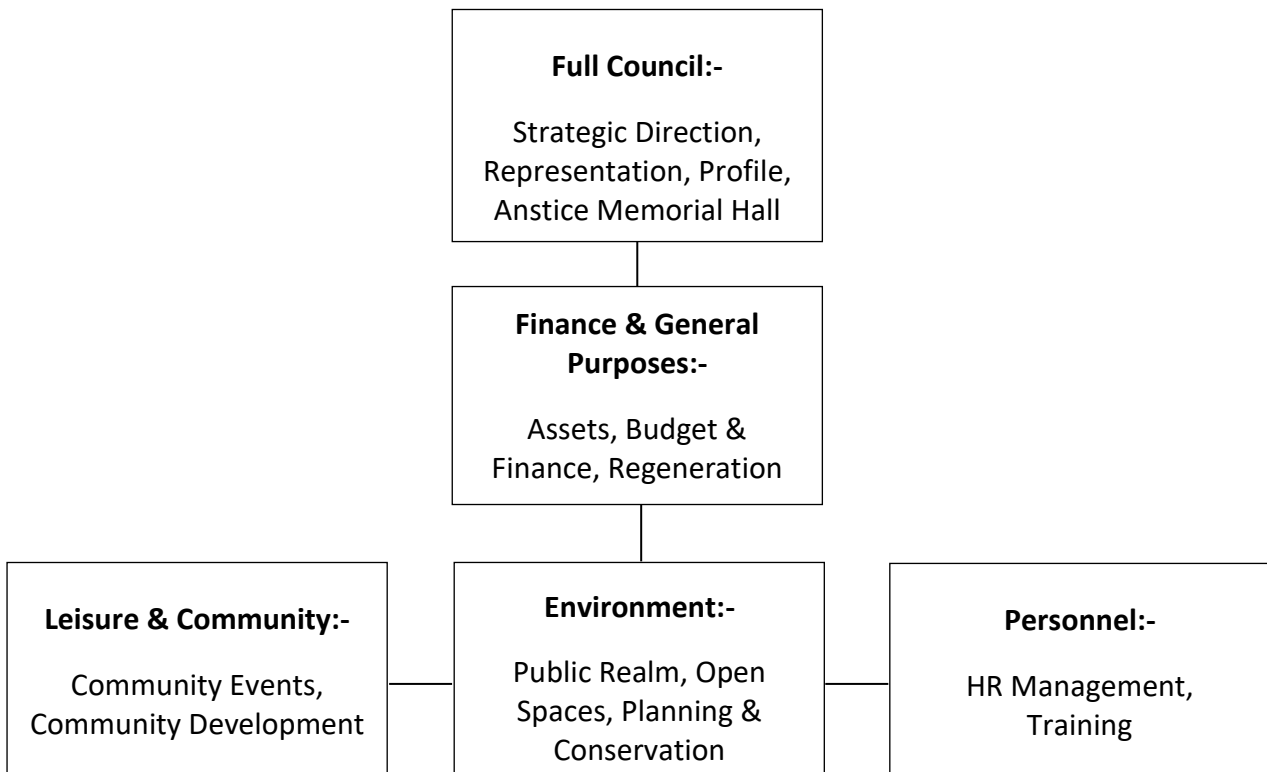 Full Council:-
Strategic Direction,
Representation, Profile,
Anstice Memorial Hall
Finance & General
Purposes:-
Assets, Budget &
Finance, Regeneration
Leisure & Community:-
Community Events,
Community Development
Environment:-
Public Realm, Open
Spaces, Planning &
Conservation
Personnel:-
HR Management,
Training